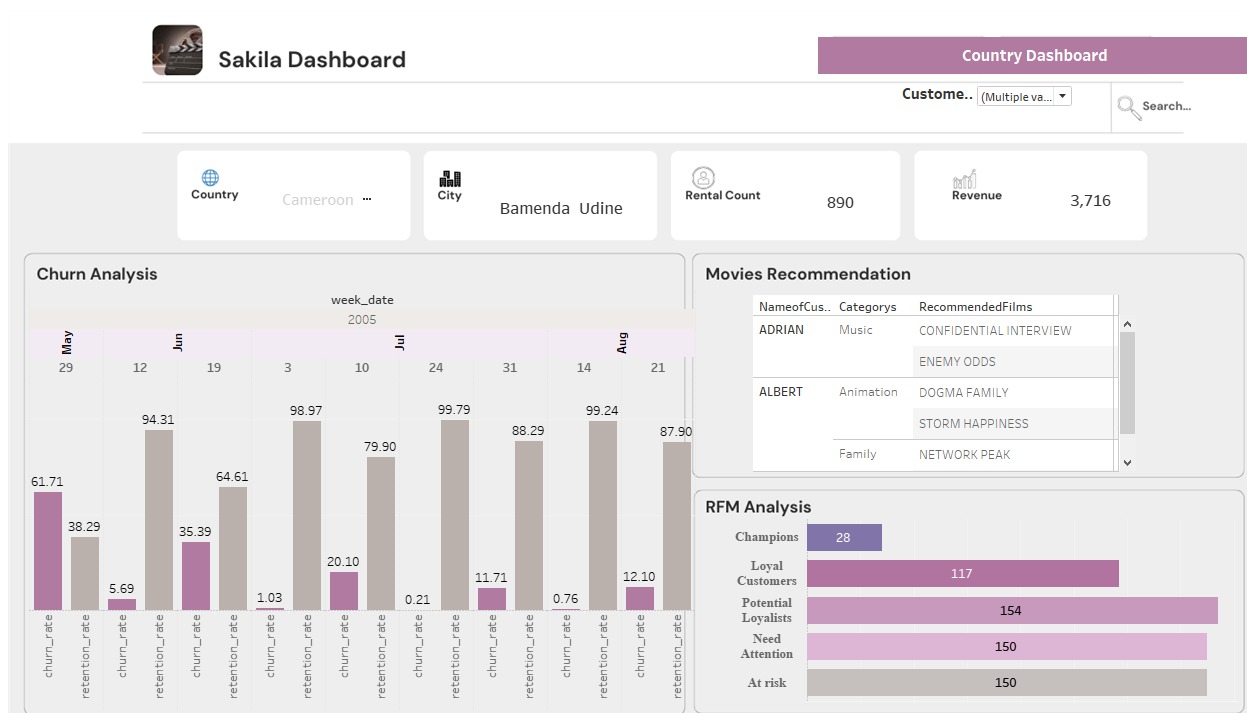 Sakila Dashboard
Country Dashboard
Custome..
(Multiple va...
Search...
Country
Cameroon ...
City
Bamenda Udine
Rental Count
890
Revenue
3,716
Churn Analysis
week_date
2005
May Jun Jul Aug
29 12 19 3 10 24 31 14 21
61.71 38.29 5.69 94.31 35.39 64.61 1.03 98.97 20.10 79.90 0.21 99.79 11.71 88.29 0.76 99.24 12.10 87.90
churn_rate retention_rate churn_rate retention_rate churn_rate retention_rate churn_rate retention_rate churn_rate retention_rate churn_rate retention_rate churn_rate retention_rate churn_rate retention_rate churn_rate retention_rate
Movies Recommendation
NameofCus.. Categorys RecommendedFilms
ADRIAN Music CONFIDENTIAL INTERVIEW
ENEMY ODDS
ALBERT Animation DOGMA FAMILY
STORM HAPPINESS
Family NETWORK PEAK
RFM Analysis
Champions 28
Loyal
Customers
117
Potential
Loyalists
154
Need
Attention
150
At risk 150